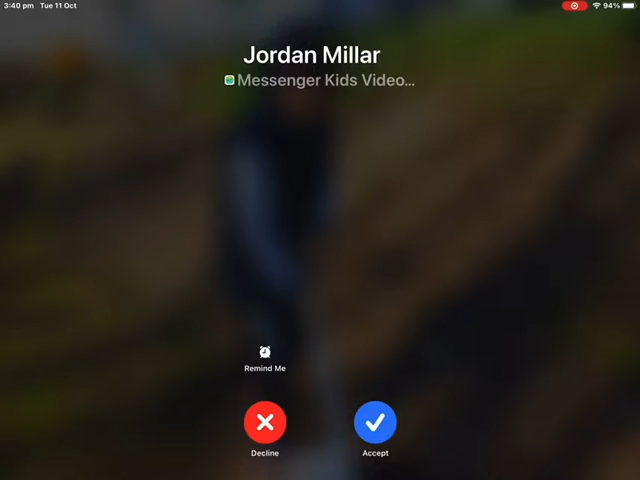 3:40 pm Tue 11 Oct
94%
Jordan Millar
Messenger Kids Video...
Remind Me
Decline
Accept